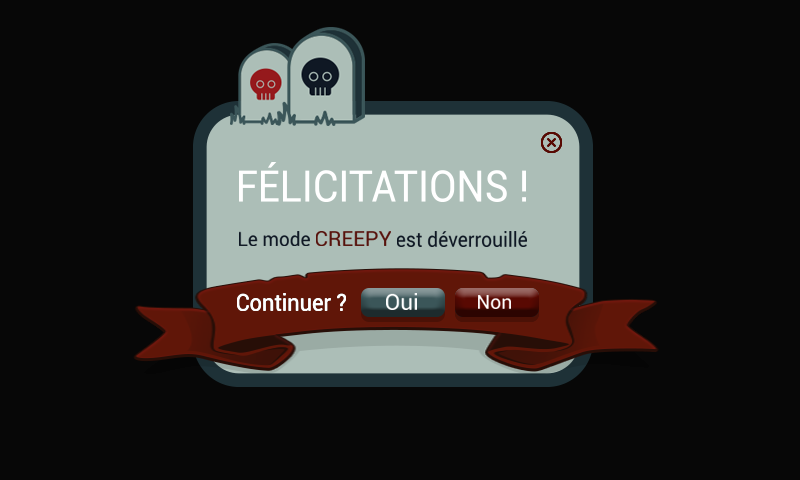 FÉLICITATIONS !
Le mode CREEPY est déverrouillé
Continuer ? Oui Non